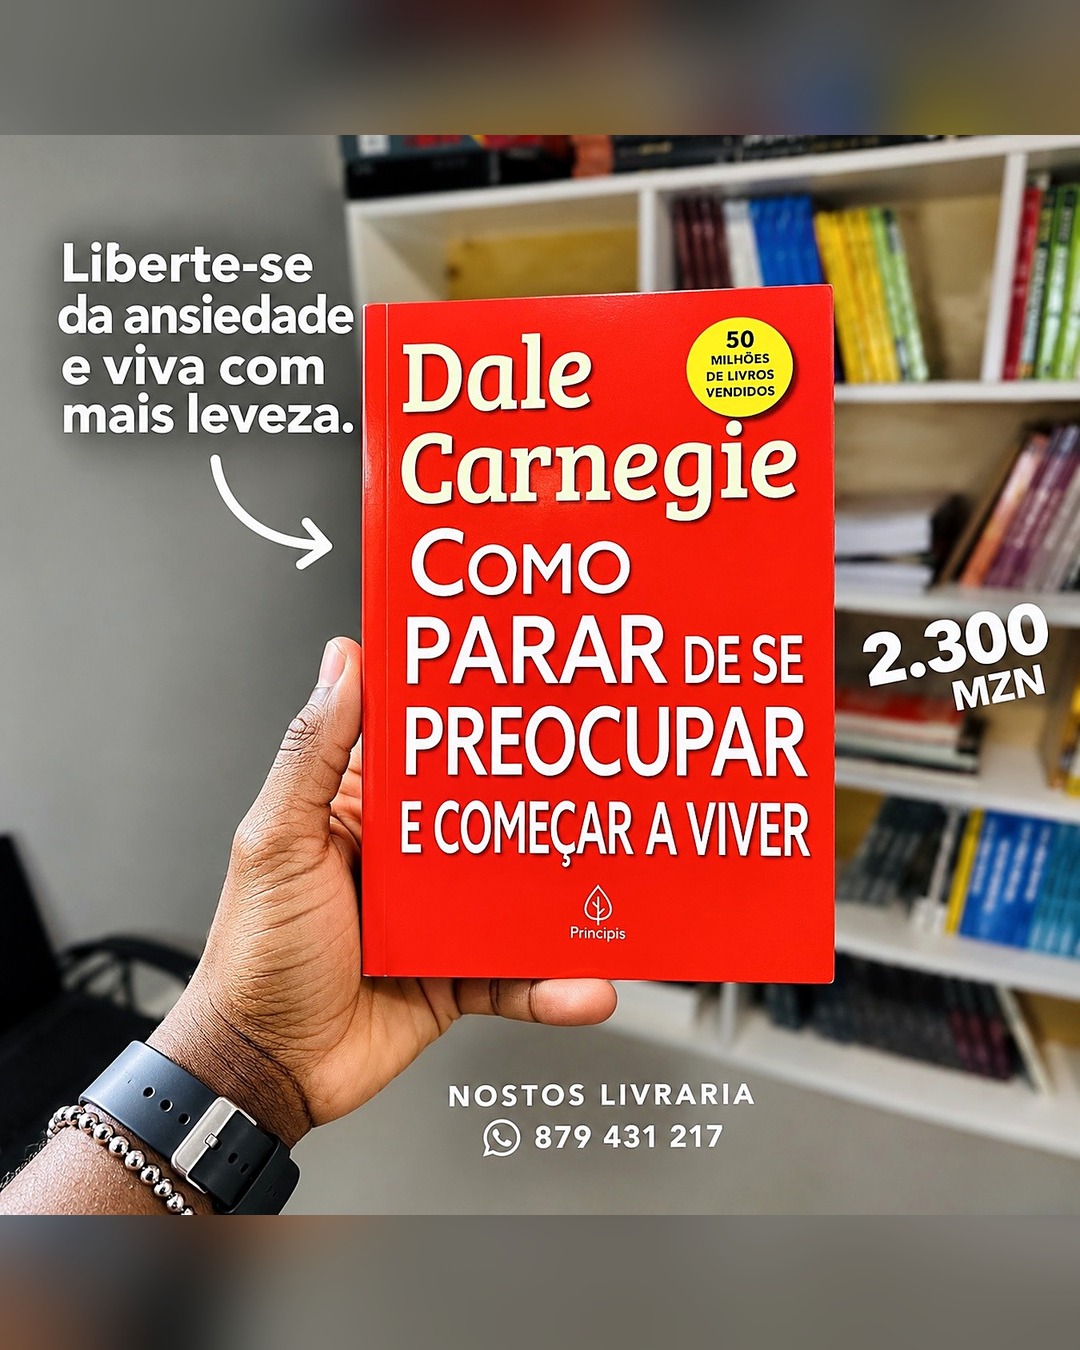 Liberte-se
da ansiedade
e viva com
mais leveza.
Dale
Carnegie
50
MILHÕES
DE LIVROS
VENDIDOS
COMO
PARAR DE SE
PREOCUPAR
E COMEÇAR A VIVER
Principis
2.300
MZN
NOSTOS LIVRARIA
879 431 217